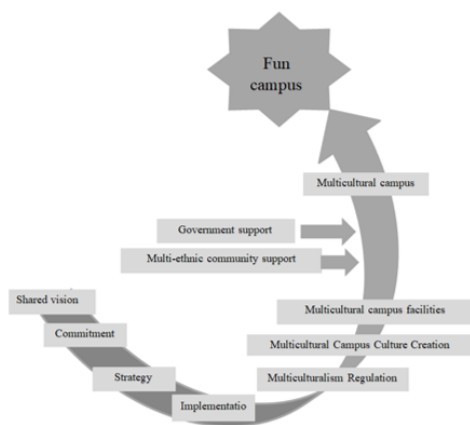 Fun
campus
Multicultural campus
Government support
Multi-ethnic community support
Shared vision
Multicultural campus facilities
Commitment
Multicultural Campus Culture Creation
Strategy
Multiculturalism Regulation
Implementatio